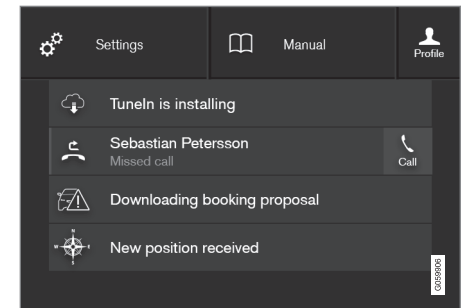 Settings
Manual
Profile
TuneIn is installing
Sebastian Petersson
Missed call
Call
Downloading booking proposal
N
W E
S
New position received
G059906